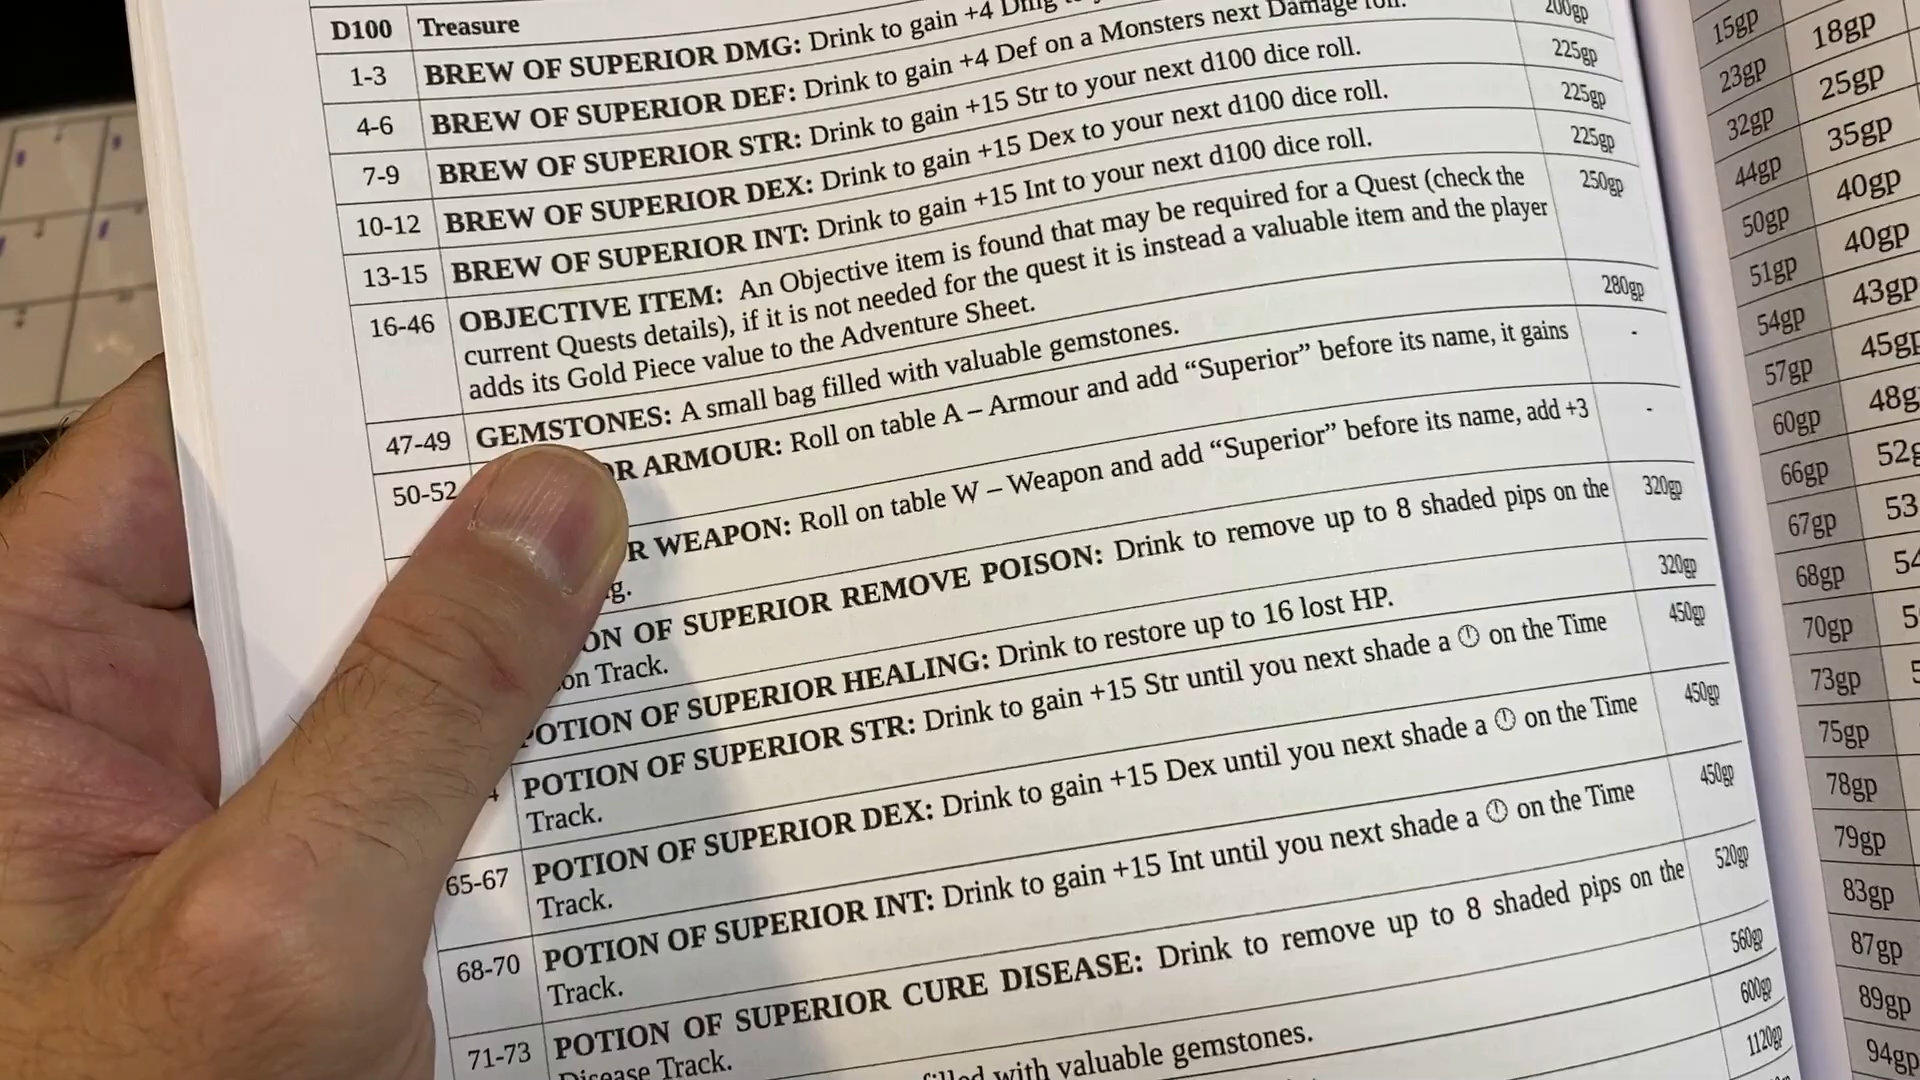 D100 Treasure
1-3 BREW OF SUPERIOR DMG: Drink to gain +4 Dmg
4-6 BREW OF SUPERIOR DEF: Drink to gain +4 Def on a Monsters next Damage roll. 200gp
7-9 BREW OF SUPERIOR STR: Drink to gain +15 Str to your next d100 dice roll. 225gp
10-12 BREW OF SUPERIOR DEX: Drink to gain +15 Dex to your next d100 dice roll. 225gp
13-15 BREW OF SUPERIOR INT: Drink to gain +15 Int to your next d100 dice roll. 225gp
16-46 OBJECTIVE ITEM: An Objective item is found that may be required for a Quest (check the 250gp
current Quests details), if it is not needed for the quest it is instead a valuable item and the player
adds its Gold Piece value to the Adventure Sheet.
47-49 GEMSTONES: A small bag filled with valuable gemstones. 280gp
50-52 OR ARMOUR: Roll on table A – Armour and add “Superior” before its name, it gains -
R WEAPON: Roll on table W – Weapon and add “Superior” before its name, add +3 -
g.
ON OF SUPERIOR REMOVE POISON: Drink to remove up to 8 shaded pips on the 320gp
on Track.
POTION OF SUPERIOR HEALING: Drink to restore up to 16 lost HP. 320gp
4 POTION OF SUPERIOR STR: Drink to gain +15 Str until you next shade a on the Time 450gp
Track.
65-67 POTION OF SUPERIOR DEX: Drink to gain +15 Dex until you next shade a on the Time 450gp
Track.
68-70 POTION OF SUPERIOR INT: Drink to gain +15 Int until you next shade a on the Time 450gp
Track.
71-73 POTION OF SUPERIOR CURE DISEASE: Drink to remove up to 8 shaded pips on the 520gp
Disease Track.
filled with valuable gemstones. 560gp
600gp
1120gp
15gp 18gp
23gp 25gp
32gp 35gp
44gp 40gp
50gp 40gp
51gp 43gp
54gp 45gp
57gp 48g
60gp 52g
66gp 53
67gp 54
68gp 5
70gp 5
73gp
75gp
78gp
79gp
83gp
87gp
89gp
94gp